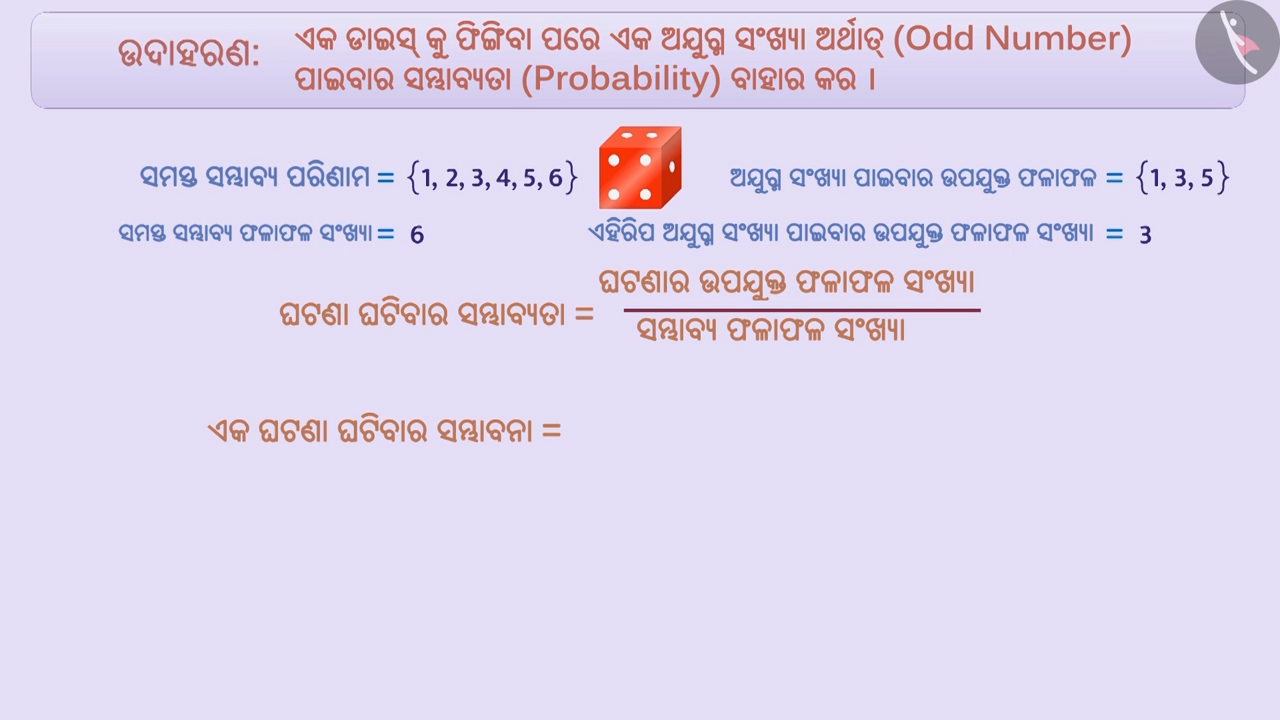 ଉଦାହରଣ:
ଏକ ଡାଇସ୍ କୁ ଫିଙ୍ଗିବା ପରେ ଏକ ଅଯୁଗ୍ମ ସଂଖ୍ୟା ଅର୍ଥାତ୍ (Odd Number)
ପାଇବାର ସମ୍ଭାବ୍ୟତା (Probability) ବାହାର କର ।
ସମସ୍ତ ସମ୍ଭାବ୍ୟ ପରିଣାମ = {1, 2, 3, 4, 5, 6}
ଅଯୁଗ୍ମ ସଂଖ୍ୟା ପାଇବାର ଉପଯୁକ୍ତ ଫଳାଫଳ = {1, 3, 5}
ସମସ୍ତ ସମ୍ଭାବ୍ୟ ଫଳାଫଳ ସଂଖ୍ୟା = 6
ଏହିରିପ ଅଯୁଗ୍ମ ସଂଖ୍ୟା ପାଇବାର ଉପଯୁକ୍ତ ଫଳାଫଳ ସଂଖ୍ୟା = 3
ଘଟଣାର ଉପଯୁକ୍ତ ଫଳାଫଳ ସଂଖ୍ୟା
ଘଟଣା ଘଟିବାର ସମ୍ଭାବ୍ୟତା =
ସମ୍ଭାବ୍ୟ ଫଳାଫଳ ସଂଖ୍ୟା
ଏକ ଘଟଣା ଘଟିବାର ସମ୍ଭାବନା =